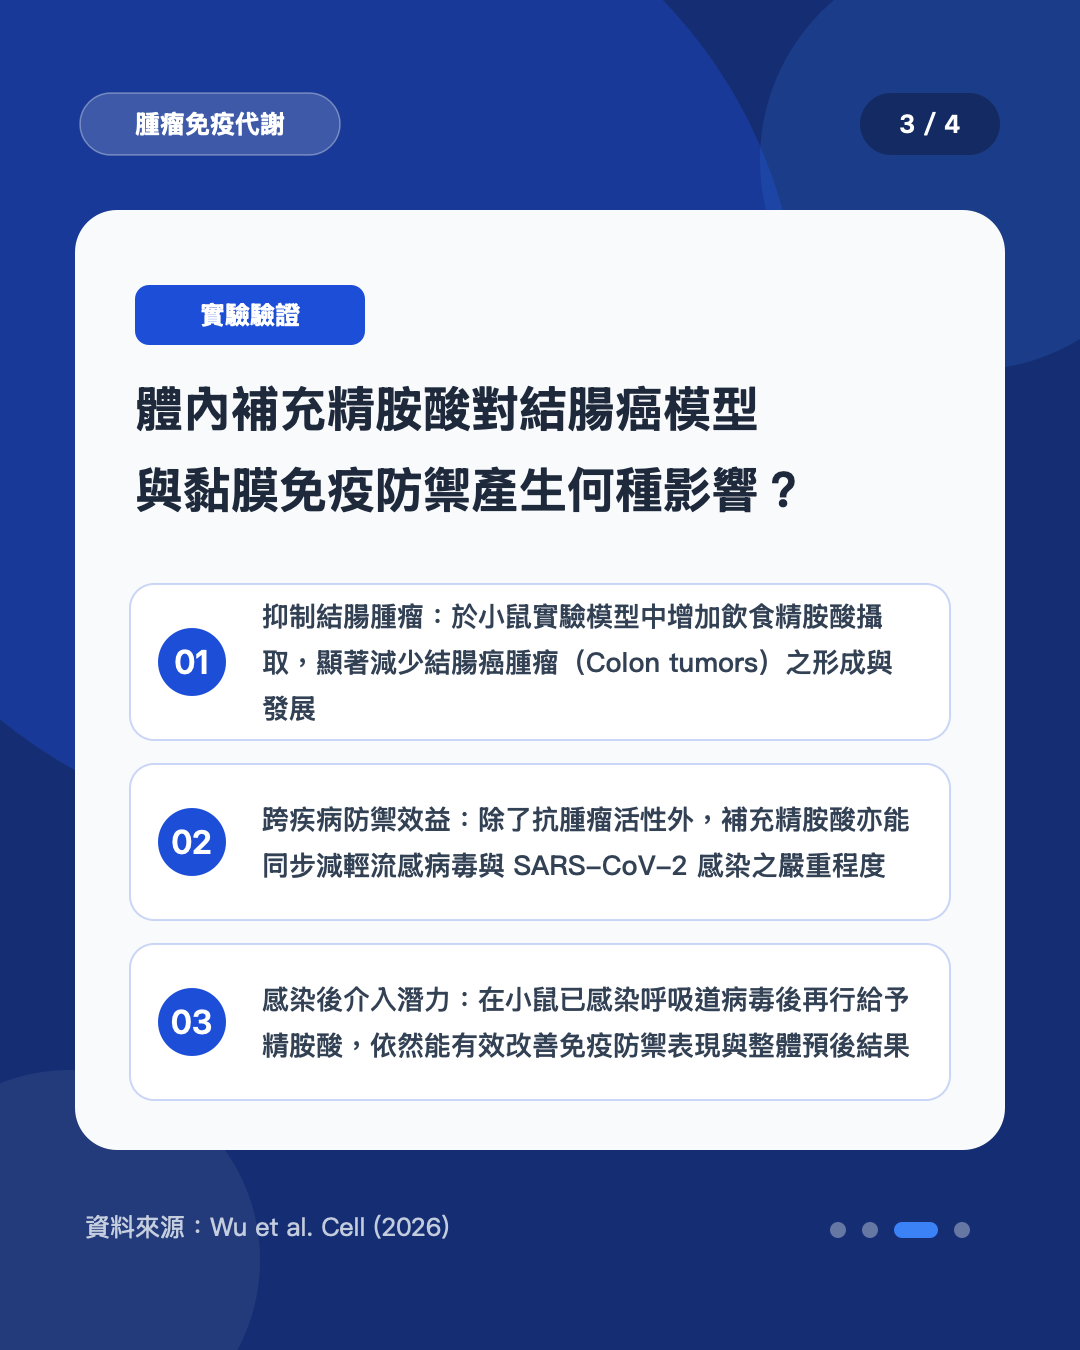 腫瘤免疫代謝
3 / 4
實驗驗證
體內補充精胺酸對結腸癌模型
與黏膜免疫防禦產生何種影響？
01
抑制結腸腫瘤：於小鼠實驗模型中增加飲食精胺酸攝
取，顯著減少結腸癌腫瘤（Colon tumors）之形成與
發展
02
跨疾病防禦效益：除了抗腫瘤活性外，補充精胺酸亦能
同步減輕流感病毒與 SARS-CoV-2 感染之嚴重程度
03
感染後介入潛力：在小鼠已感染呼吸道病毒後再行給予
精胺酸，依然能有效改善免疫防禦表現與整體預後結果
資料來源：Wu et al. Cell (2026)